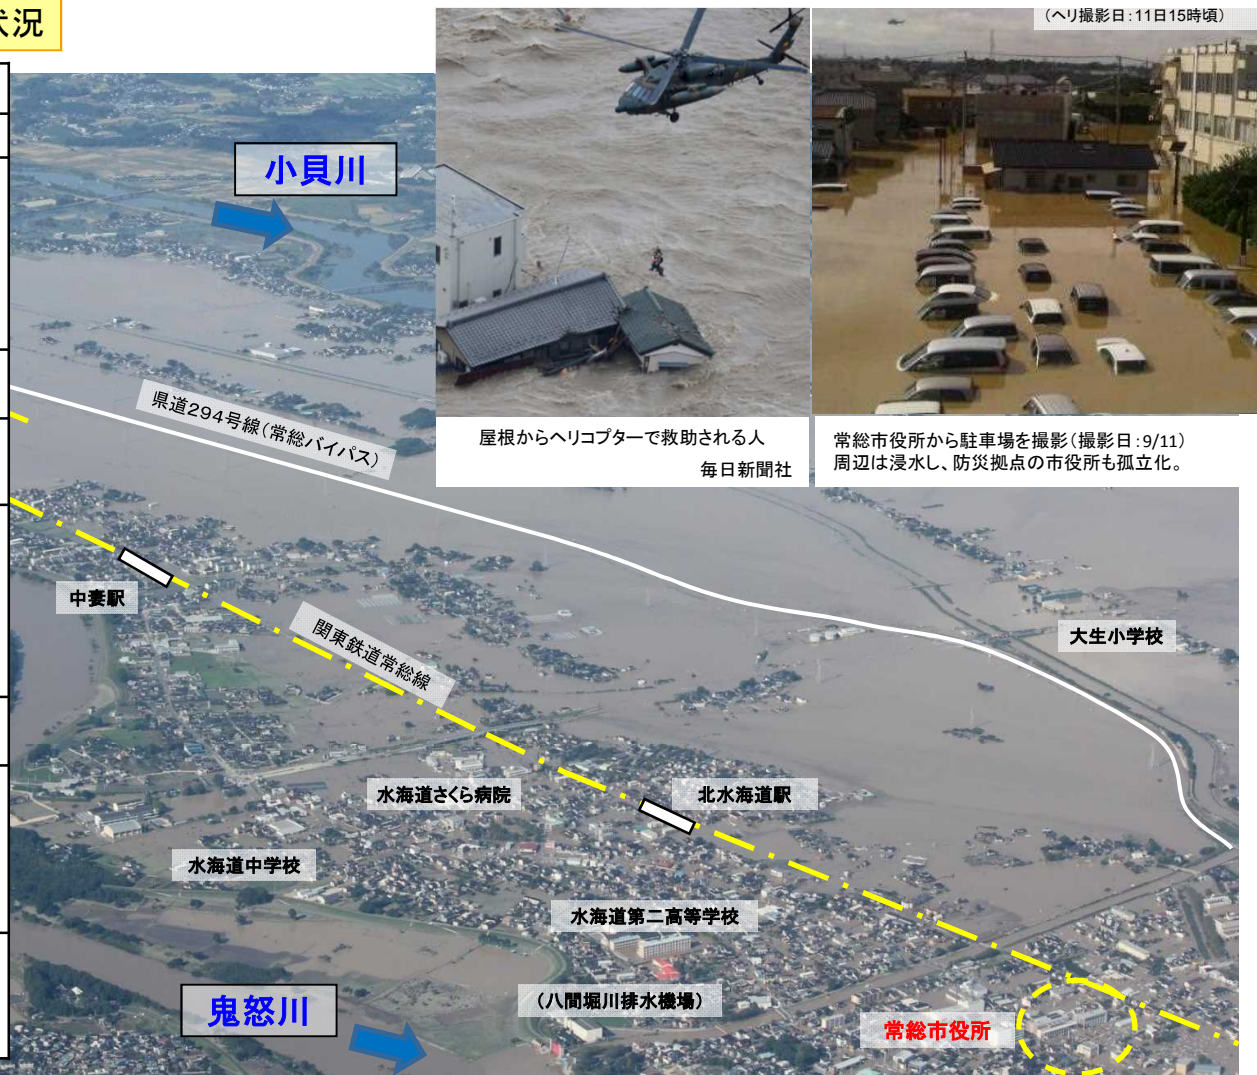 状況
(ヘリ撮影日:11日15時頃)
小貝川
県道294号線(常総バイパス)
屋根からヘリコプターで救助される人
毎日新聞社
常総市役所から駐車場を撮影(撮影日:9/11)
周辺は浸水し、防災拠点の市役所も孤立化。
中妻駅
関東鉄道常総線
大生小学校
水海道さくら病院
北水海道駅
水海道中学校
水海道第二高等学校
鬼怒川
(八間堀川排水機場)
常総市役所